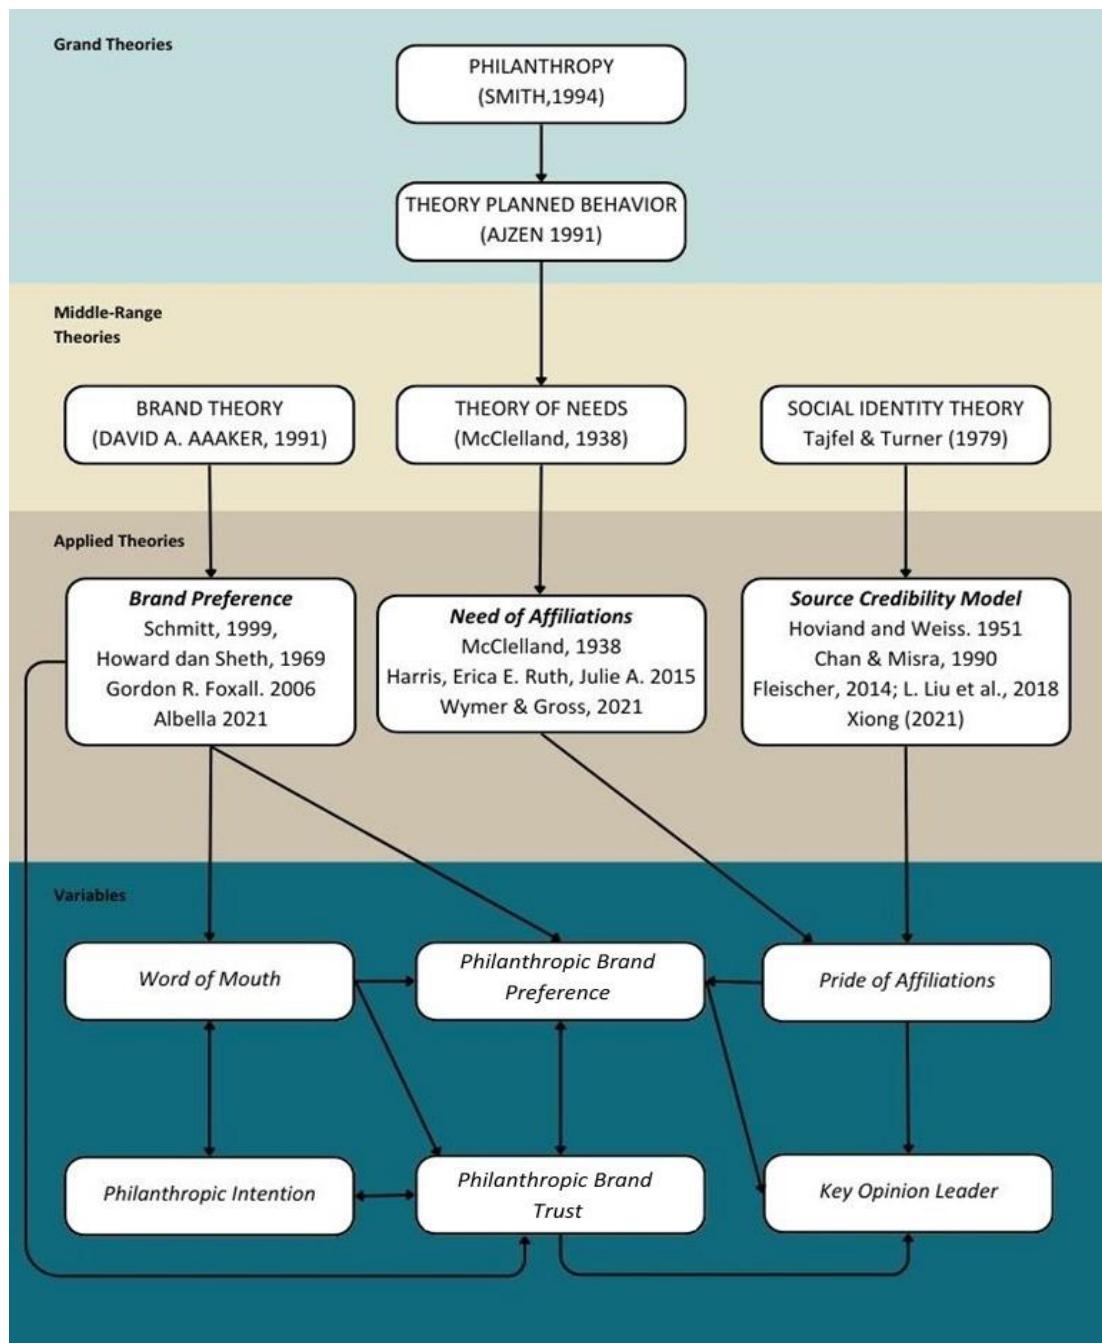 Grand Theories
PHILANTHROPY
(SMITH,1994)
THEORY PLANNED BEHAVIOR
(AJZEN 1991)
Middle-Range
Theories
BRAND THEORY
(DAVID A. AAAKER, 1991)
THEORY OF NEEDS
(McClelland, 1938)
SOCIAL IDENTITY THEORY
Tajfel & Turner (1979)
Applied Theories
Brand Preference
Schmitt, 1999,
Howard dan Sheth, 1969
Gordon R. Foxall. 2006
Albella 2021
Need of Affiliations
McClelland, 1938
Harris, Erica E. Ruth, Julie A. 2015
Wymer & Gross, 2021
Source Credibility Model
Hoviand and Weiss. 1951
Chan & Misra, 1990
Fleischer, 2014; L. Liu et al., 2018
Xiong (2021)
Variables
Word of Mouth
Philanthropic Brand
Preference
Pride of Affiliations
Philanthropic Intention
Philanthropic Brand
Trust
Key Opinion Leader